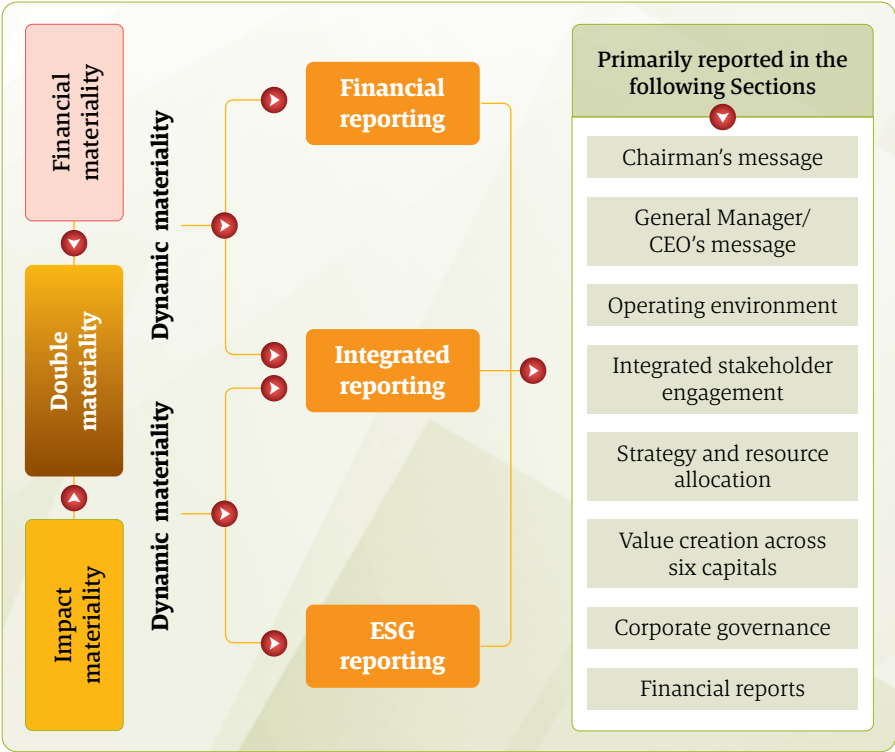 Financial
materiality
Double
materiality
Impact
materiality
Dynamic materiality
Dynamic materiality
Financial
reporting
Integrated
reporting
ESG
reporting
Primarily reported in the
following Sections
Chairman’s message
General Manager/
CEO’s message
Operating environment
Integrated stakeholder
engagement
Strategy and resource
allocation
Value creation across
six capitals
Corporate governance
Financial reports